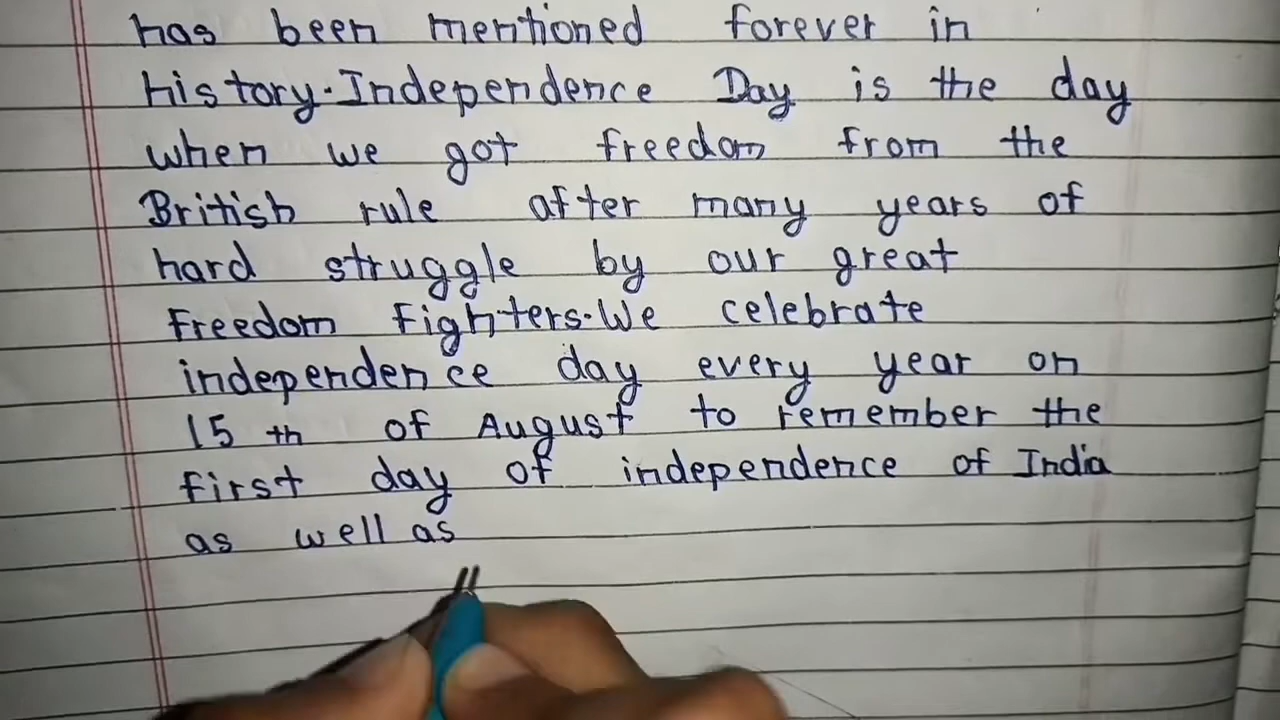 has been mentioned forever in
history. Independence Day is the day
when we got freedom from the
British rule after many years of
hard struggle by our great
Freedom Fighters. We celebrate
independence day every year on
15 th of August to remember the
first day of independence of India
as well as